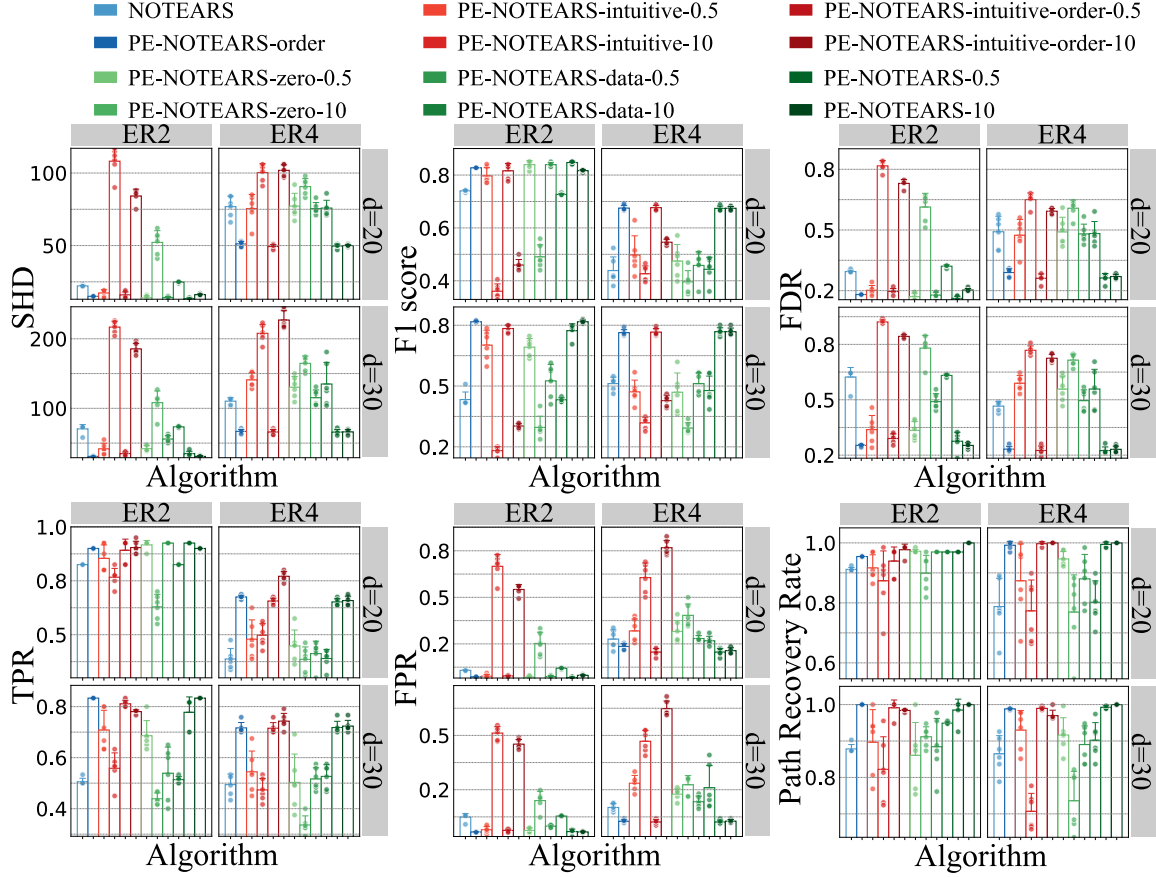 NOTEARS PE-NOTEARS-intuitive-0.5 PE-NOTEARS-intuitive-order-0.5
PE-NOTEARS-order PE-NOTEARS-intuitive-10 PE-NOTEARS-intuitive-order-10
PE-NOTEARS-zero-0.5 PE-NOTEARS-data-0.5 PE-NOTEARS-0.5
PE-NOTEARS-zero-10 PE-NOTEARS-data-10 PE-NOTEARS-10
ER2 ER4
SHD
100
50
200
100
d=20
d=30
Algorithm
ER2 ER4
F1 score
0.8
0.6
0.4
0.8
0.5
0.2
d=20
d=30
Algorithm
ER2 ER4
FDR
0.8
0.5
0.2
0.8
0.5
0.2
d=20
d=30
Algorithm
ER2 ER4
TPR
1.0
0.8
0.5
0.8
0.6
0.4
d=20
d=30
Algorithm
ER2 ER4
FPR
0.8
0.5
0.2
0.5
0.2
d=20
d=30
Algorithm
ER2 ER4
Path Recovery Rate
1.0
0.9
0.8
0.6
1.0
0.8
d=20
d=30
Algorithm